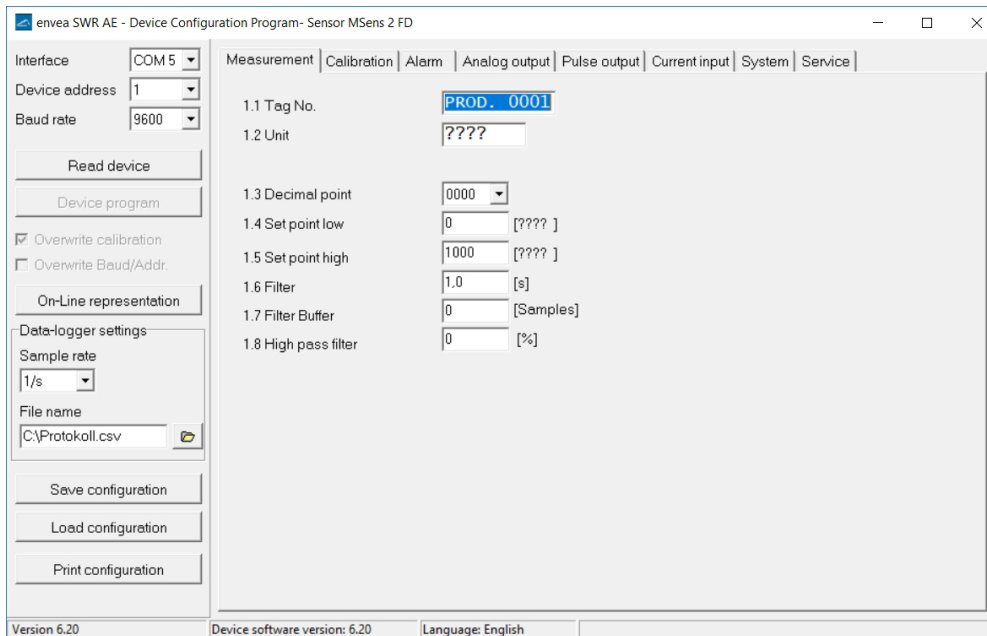 envea SWR AE - Device Configuration Program- Sensor MSens 2 FD
Interface COM 5
Device address 1
Baud rate 9600
Read device
Device program
Overwrite calibration
Overwrite Baud/Addr.
On-Line representation
Data-logger settings
Sample rate
1/s
File name
C:\Protokoll.csv
Save configuration
Load configuration
Print configuration
Measurement Calibration Alarm Analog output Pulse output Current input System Service
1.1 Tag No. PROD. 0001
1.2 Unit ????
1.3 Decimal point 0000
1.4 Set point low 0 [???? ]
1.5 Set point high 1000 [???? ]
1.6 Filter 1,0 [s]
1.7 Filter Buffer 0 [Samples]
1.8 High pass filter 0 [%]
Version 6.20 Device software version: 6.20 Language: English